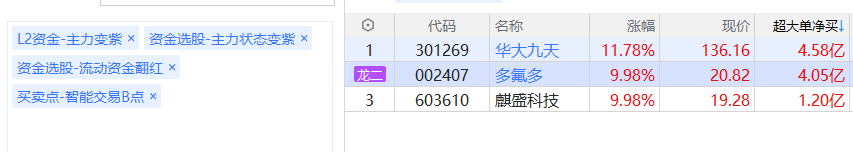 L2资金-主力变紫 × 资金选股-主力状态变紫 ×
资金选股-流动资金翻红 ×
买卖点-智能交易B点 ×
代码 名称 涨幅 现价 超大单净买↓
1 301269 华大九天 11.78% 136.16 4.58亿
龙二 002407 多氟多 9.98% 20.82 4.05亿
3 603610 麒盛科技 9.98% 19.28 1.20亿